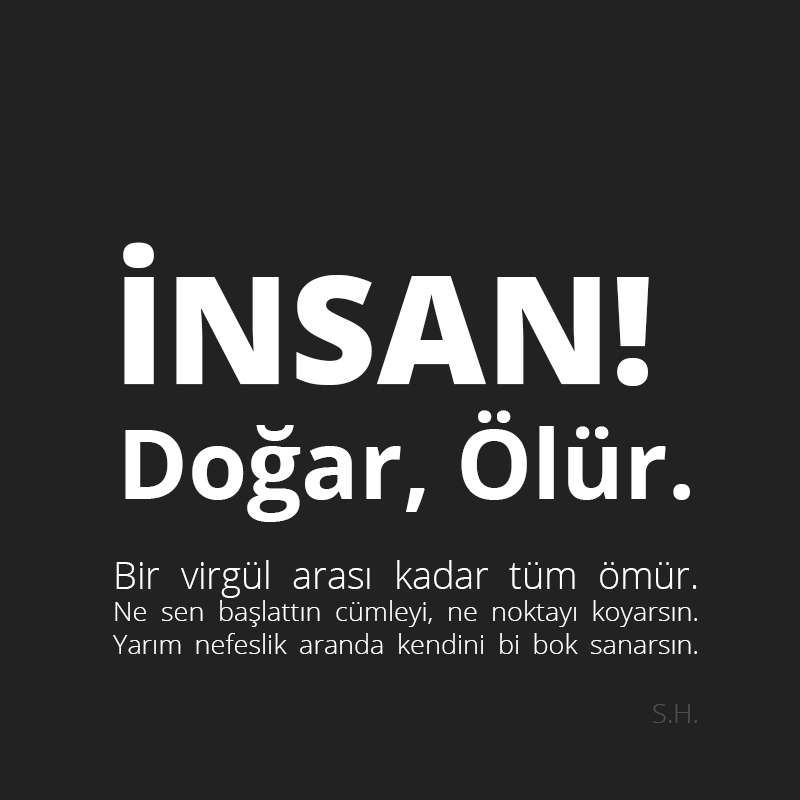 İNSAN!
Doğar, Ölür.
Bir virgül arası kadar tüm ömür.
Ne sen başlattın cümleyi, ne noktayı koyarsın.
Yarım nefeslik aranda kendini bi bok sanarsın.
S.H.